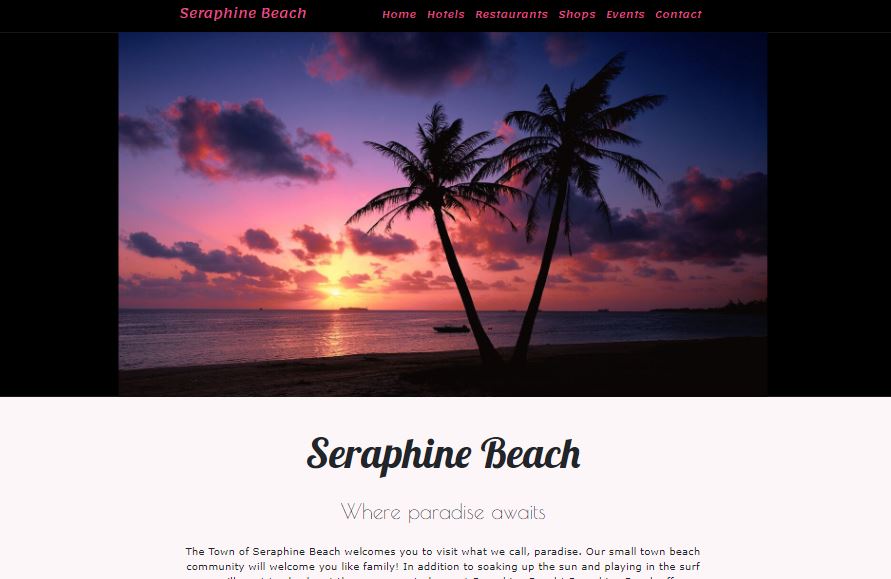 Seraphine Beach
Home Hotels Restaurants Shops Events Contact
Seraphine Beach
Where paradise awaits
The Town of Seraphine Beach welcomes you to visit what we call, paradise. Our small town beach
community will welcome you like family! In addition to soaking up the sun and playing in the surf